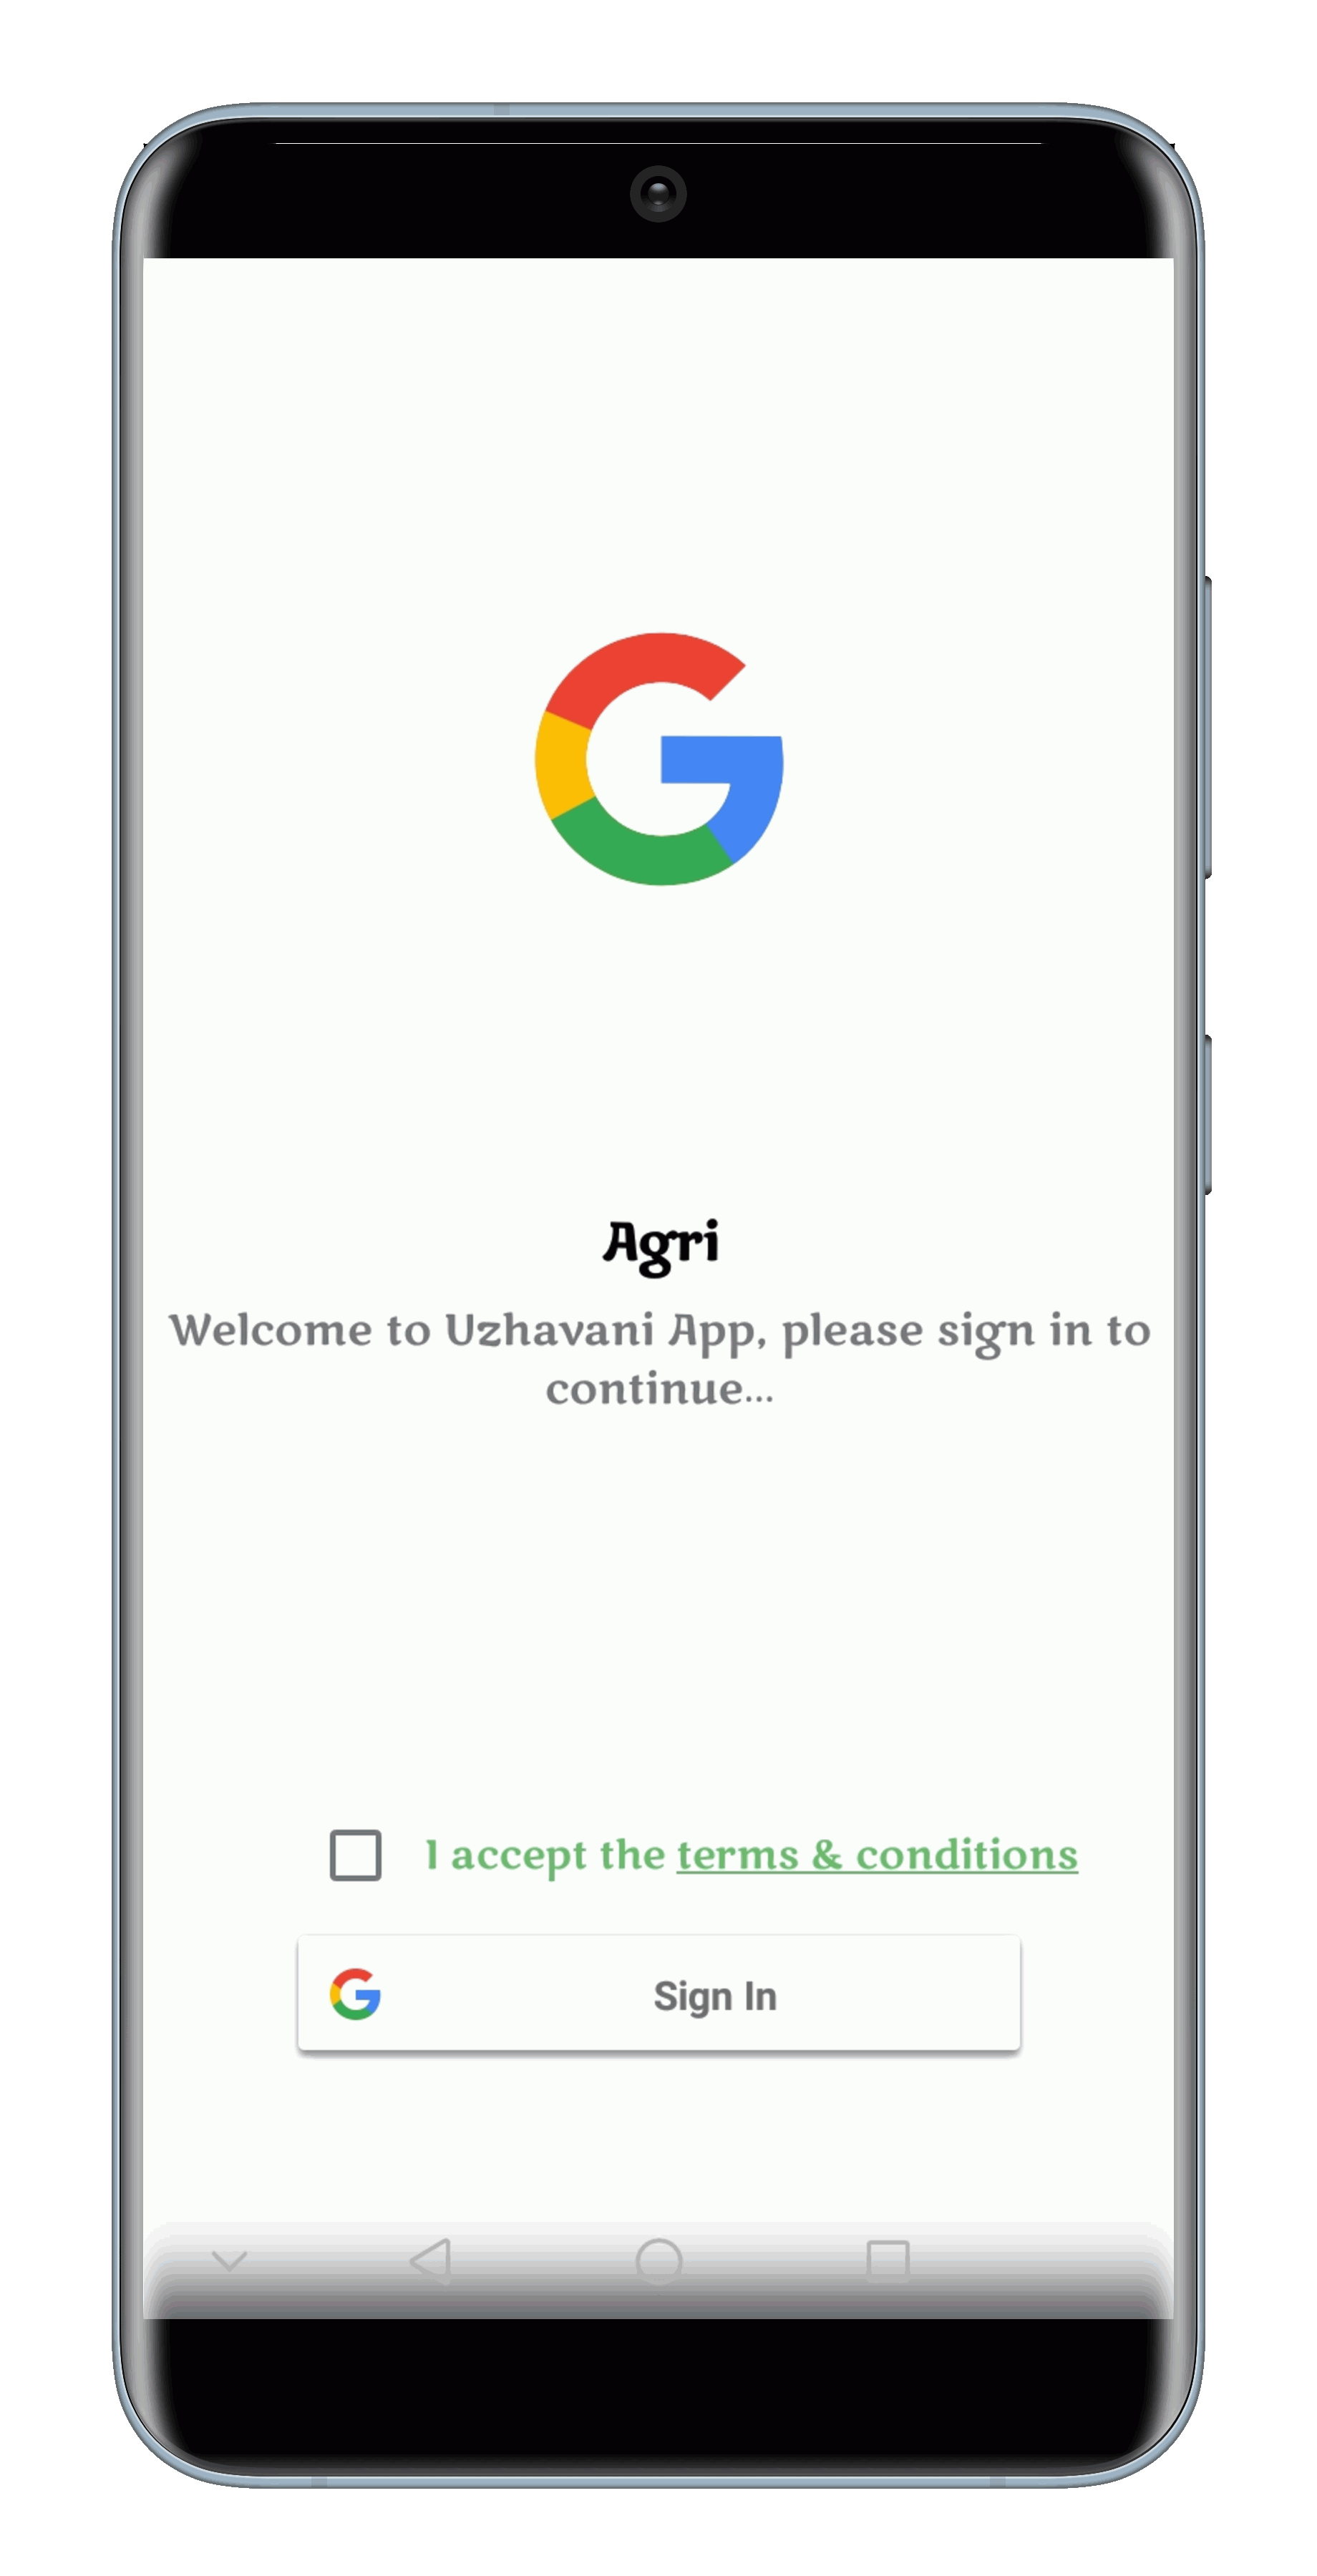 Agri
Welcome to Uzhavani App, please sign in to
continue...
I accept the terms & conditions
Sign In